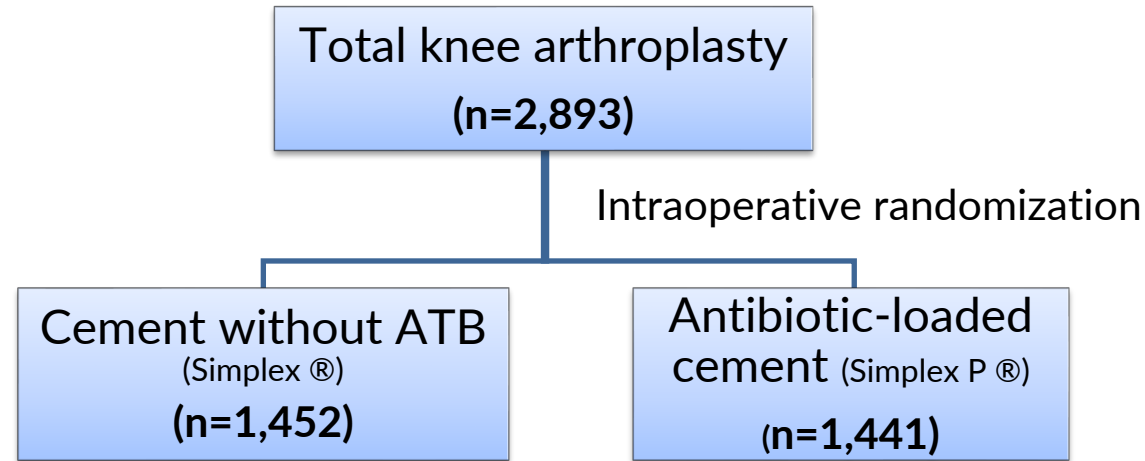 Total knee arthroplasty
(n=2,893)
Intraoperative randomization
Cement without ATB
(Simplex ®)
(n=1,452)
Antibiotic-loaded
cement (Simplex P ®)
(n=1,441)